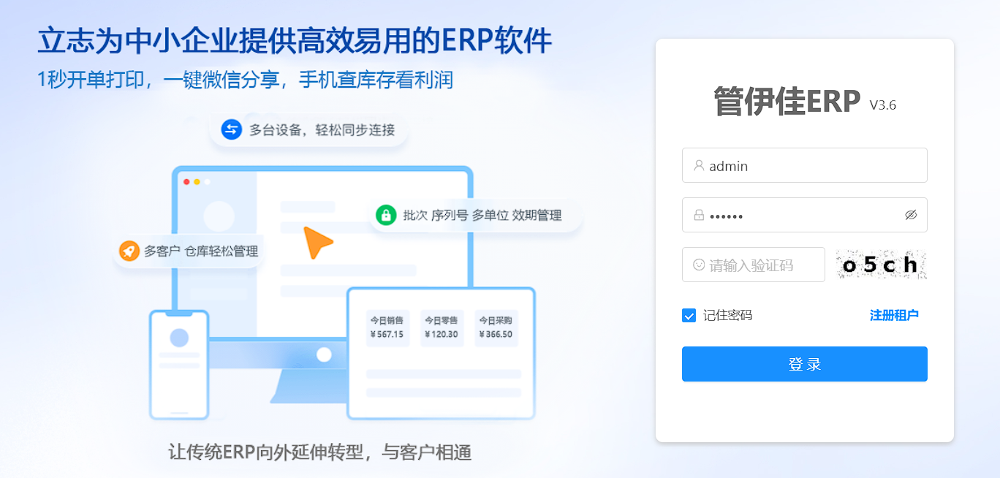 立志为中小企业提供高效易用的ERP软件
1秒开单打印，一键微信分享，手机查库存看利润
多台设备，轻松同步连接
批次 序列号 多单位 效期管理
多客户 仓库轻松管理
今日销售 今日零售 今日采购
¥567.15 ¥120.30 ¥366.50
让传统ERP向外延伸转型，与客户相通
管伊佳ERP V3.6
admin
••••••
请输入验证码 o5ch
记住密码 注册租户
登 录